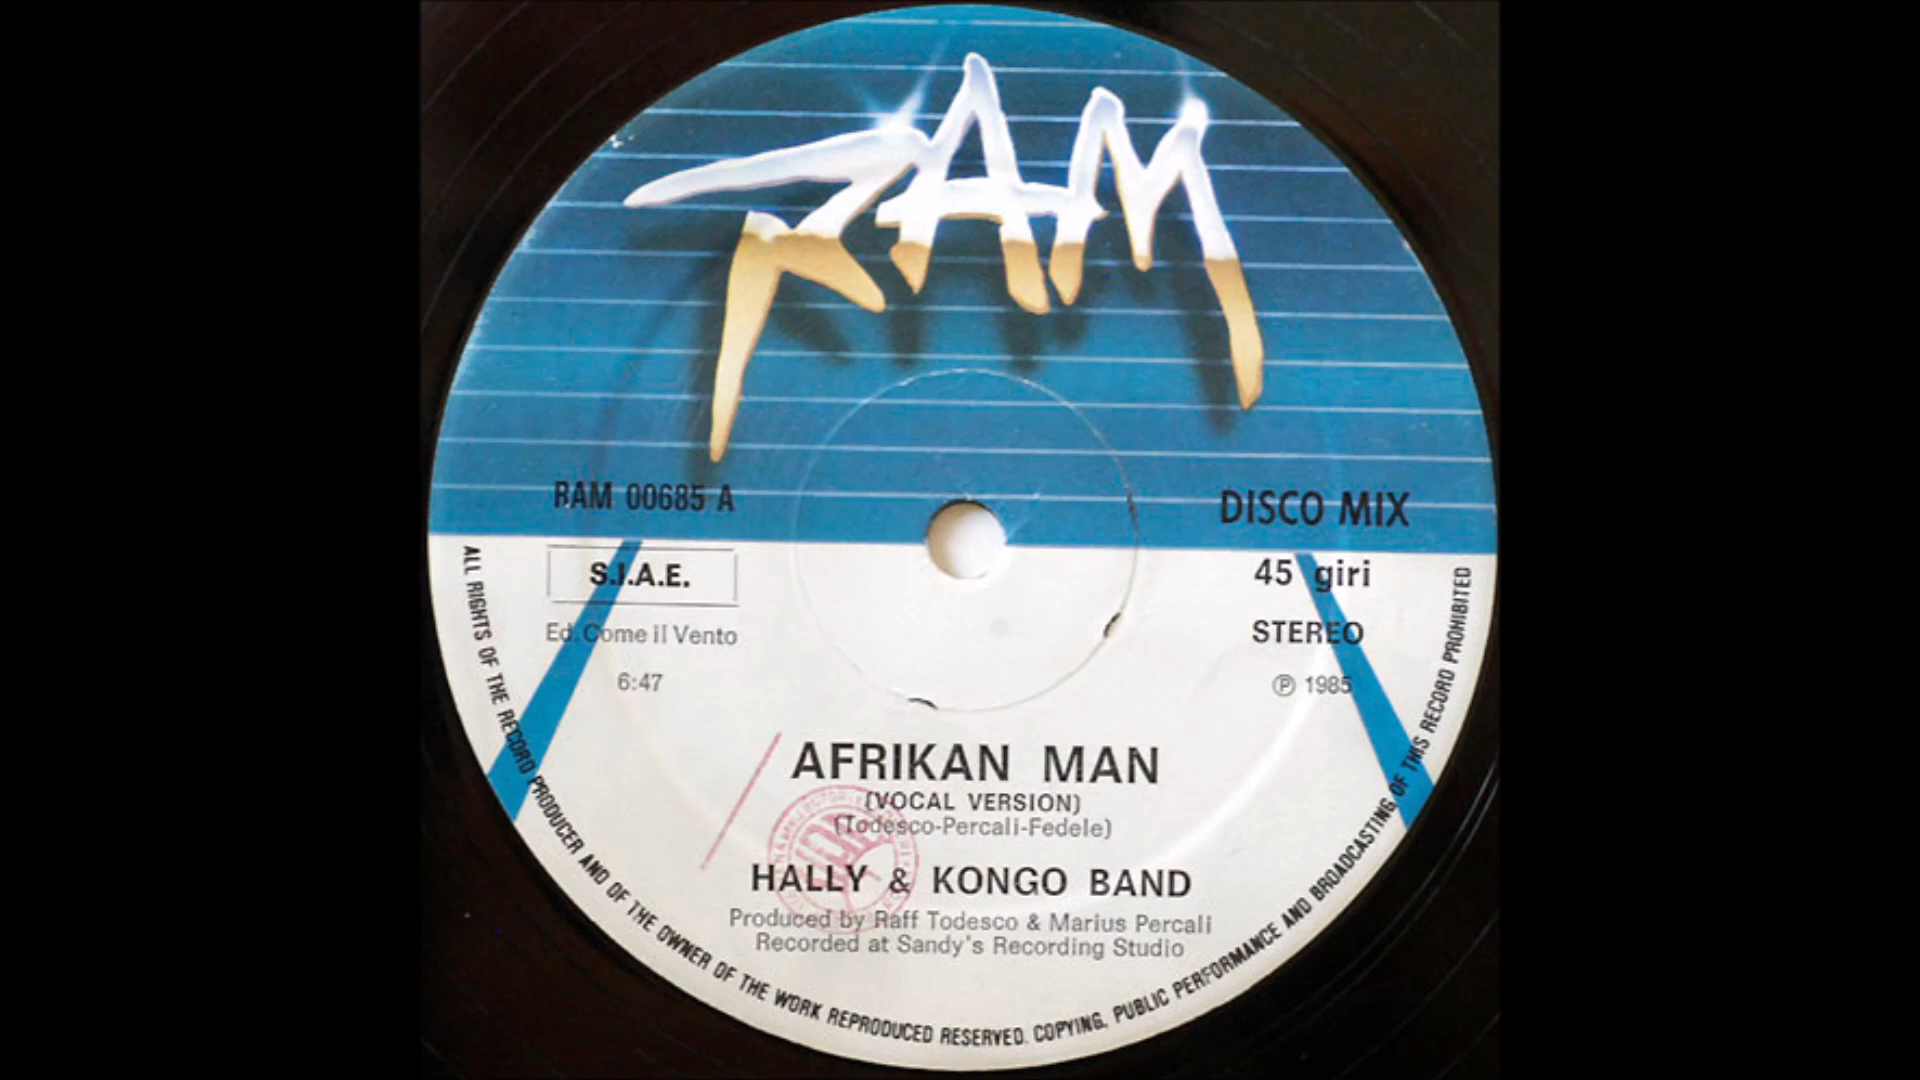 RAM
RAM 00685 A
DISCO MIX
S.I.A.E.
45 giri
Ed. Come il Vento
STEREO
6:47
℗ 1985
AFRIKAN MAN
(VOCAL VERSION)
(Todesco-Percali-Fedele)
HALLY & KONGO BAND
Produced by Raff Todesco & Marius Percali
Recorded at Sandy's Recording Studio
ALL RIGHTS OF THE RECORD PRODUCER AND OF THE OWNER OF THE WORK REPRODUCED RESERVED. COPYING, PUBLIC PERFORMANCE AND BROADCASTING OF THIS RECORD PROHIBITED